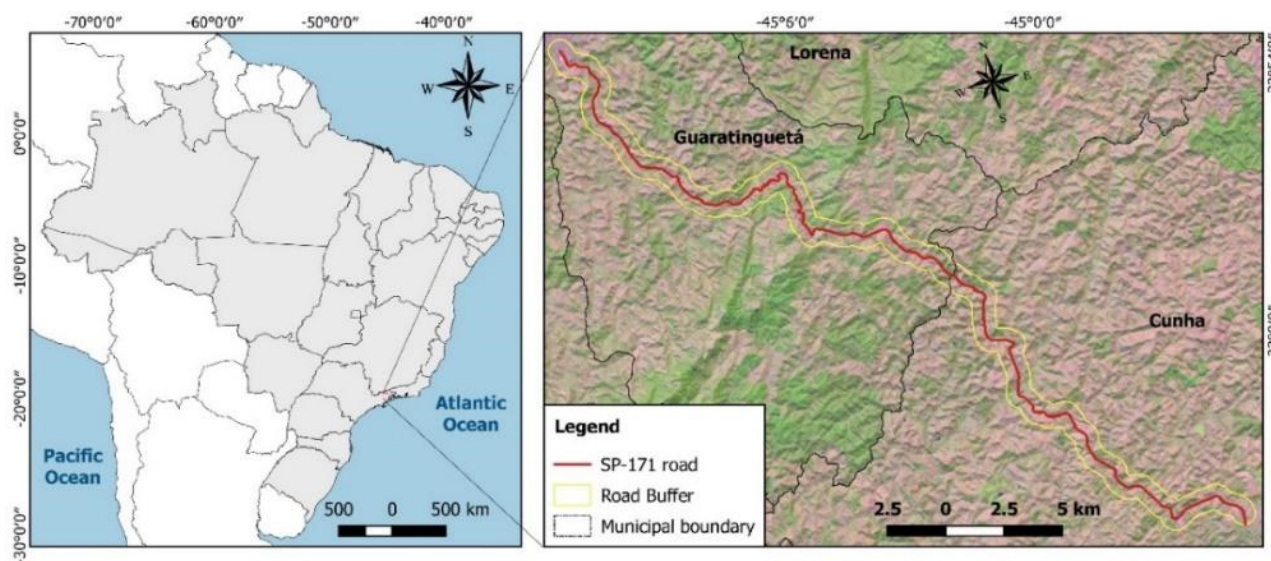 -70°0'0" -60°0'0" -50°0'0" -40°0'0"
0°0'0"
-10°0'0"
-20°0'0"
-30°0'0"
N
W E
S
Pacific
Ocean
Atlantic
Ocean
500 0 500 km
-45°6'0" -45°0'0"
Lorena
N
W E
S
Guaratinguetá
Cunha
Legend
SP-171 road
Road Buffer
Municipal boundary
2.5 0 2.5 5 km